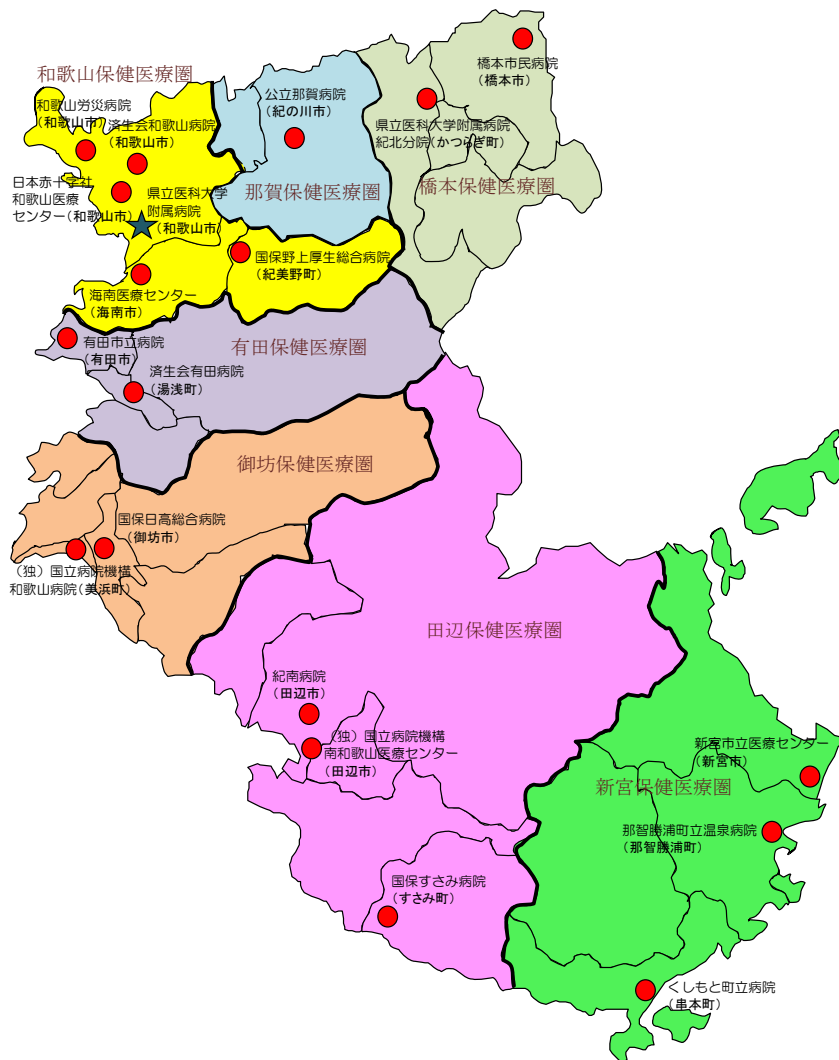 橋本市民病院
（橋本市）
和歌山保健医療圏
公立那賀病院
（紀の川市）
和歌山労災病院
（和歌山市）
済生会和歌山病院
（和歌山市）
県立医科大学附属病院
紀北分院（かつらぎ町）
日本赤十字社
和歌山医療
センター（和歌山市）
県立医科大学
附属病院
（和歌山市）
那賀保健医療圏
橋本保健医療圏
国保野上厚生総合病院
（紀美野町）
海南医療センター
（海南市）
有田市立病院
（有田市）
有田保健医療圏
済生会有田病院
（湯浅町）
御坊保健医療圏
国保日高総合病院
（御坊市）
（独）国立病院機構
和歌山病院（美浜町）
田辺保健医療圏
紀南病院
（田辺市）
（独）国立病院機構
南和歌山医療センター
（田辺市）
新宮市立医療センター
（新宮市）
新宮保健医療圏
那智勝浦町立温泉病院
（那智勝浦町）
国保すさみ病院
（すさみ町）
くしもと町立病院
（串本町）